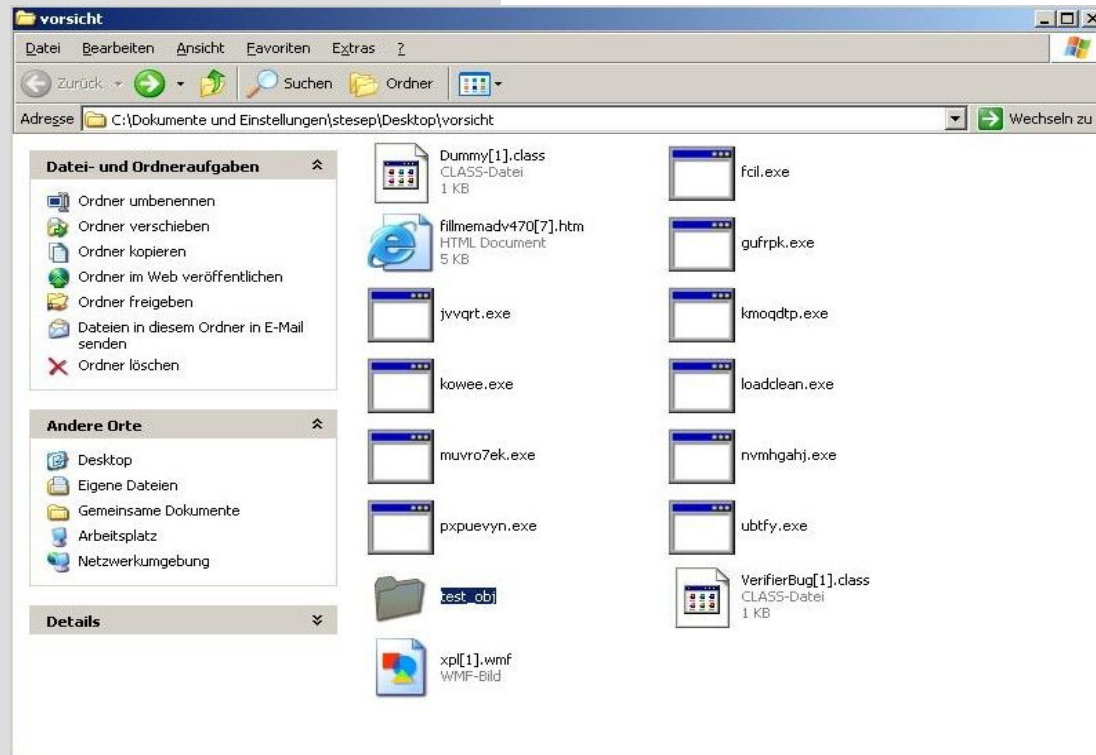 vorsicht
Datei Bearbeiten Ansicht Favoriten Extras ?
Zurück Suchen Ordner
Adresse C:\Dokumente und Einstellungen\stesep\Desktop\vorsicht Wechseln zu
Datei- und Ordneraufgaben
Ordner umbenennen
Ordner verschieben
Ordner kopieren
Ordner im Web veröffentlichen
Ordner freigeben
Dateien in diesem Ordner in E-Mail
senden
Ordner löschen
Andere Orte
Desktop
Eigene Dateien
Gemeinsame Dokumente
Arbeitsplatz
Netzwerkumgebung
Details
Dummy[1].class
CLASS-Datei
1 KB
fcil.exe
fillmemadv470[7].htm
HTML Document
5 KB
gufrpk.exe
jvvqrt.exe
kmoqdtp.exe
kowee.exe
loadclean.exe
muvro7ek.exe
nvmhgahj.exe
pxpuevyn.exe
ubtfy.exe
test_obj
VerifierBug[1].class
CLASS-Datei
1 KB
xpl[1].wmf
WMF-Bild